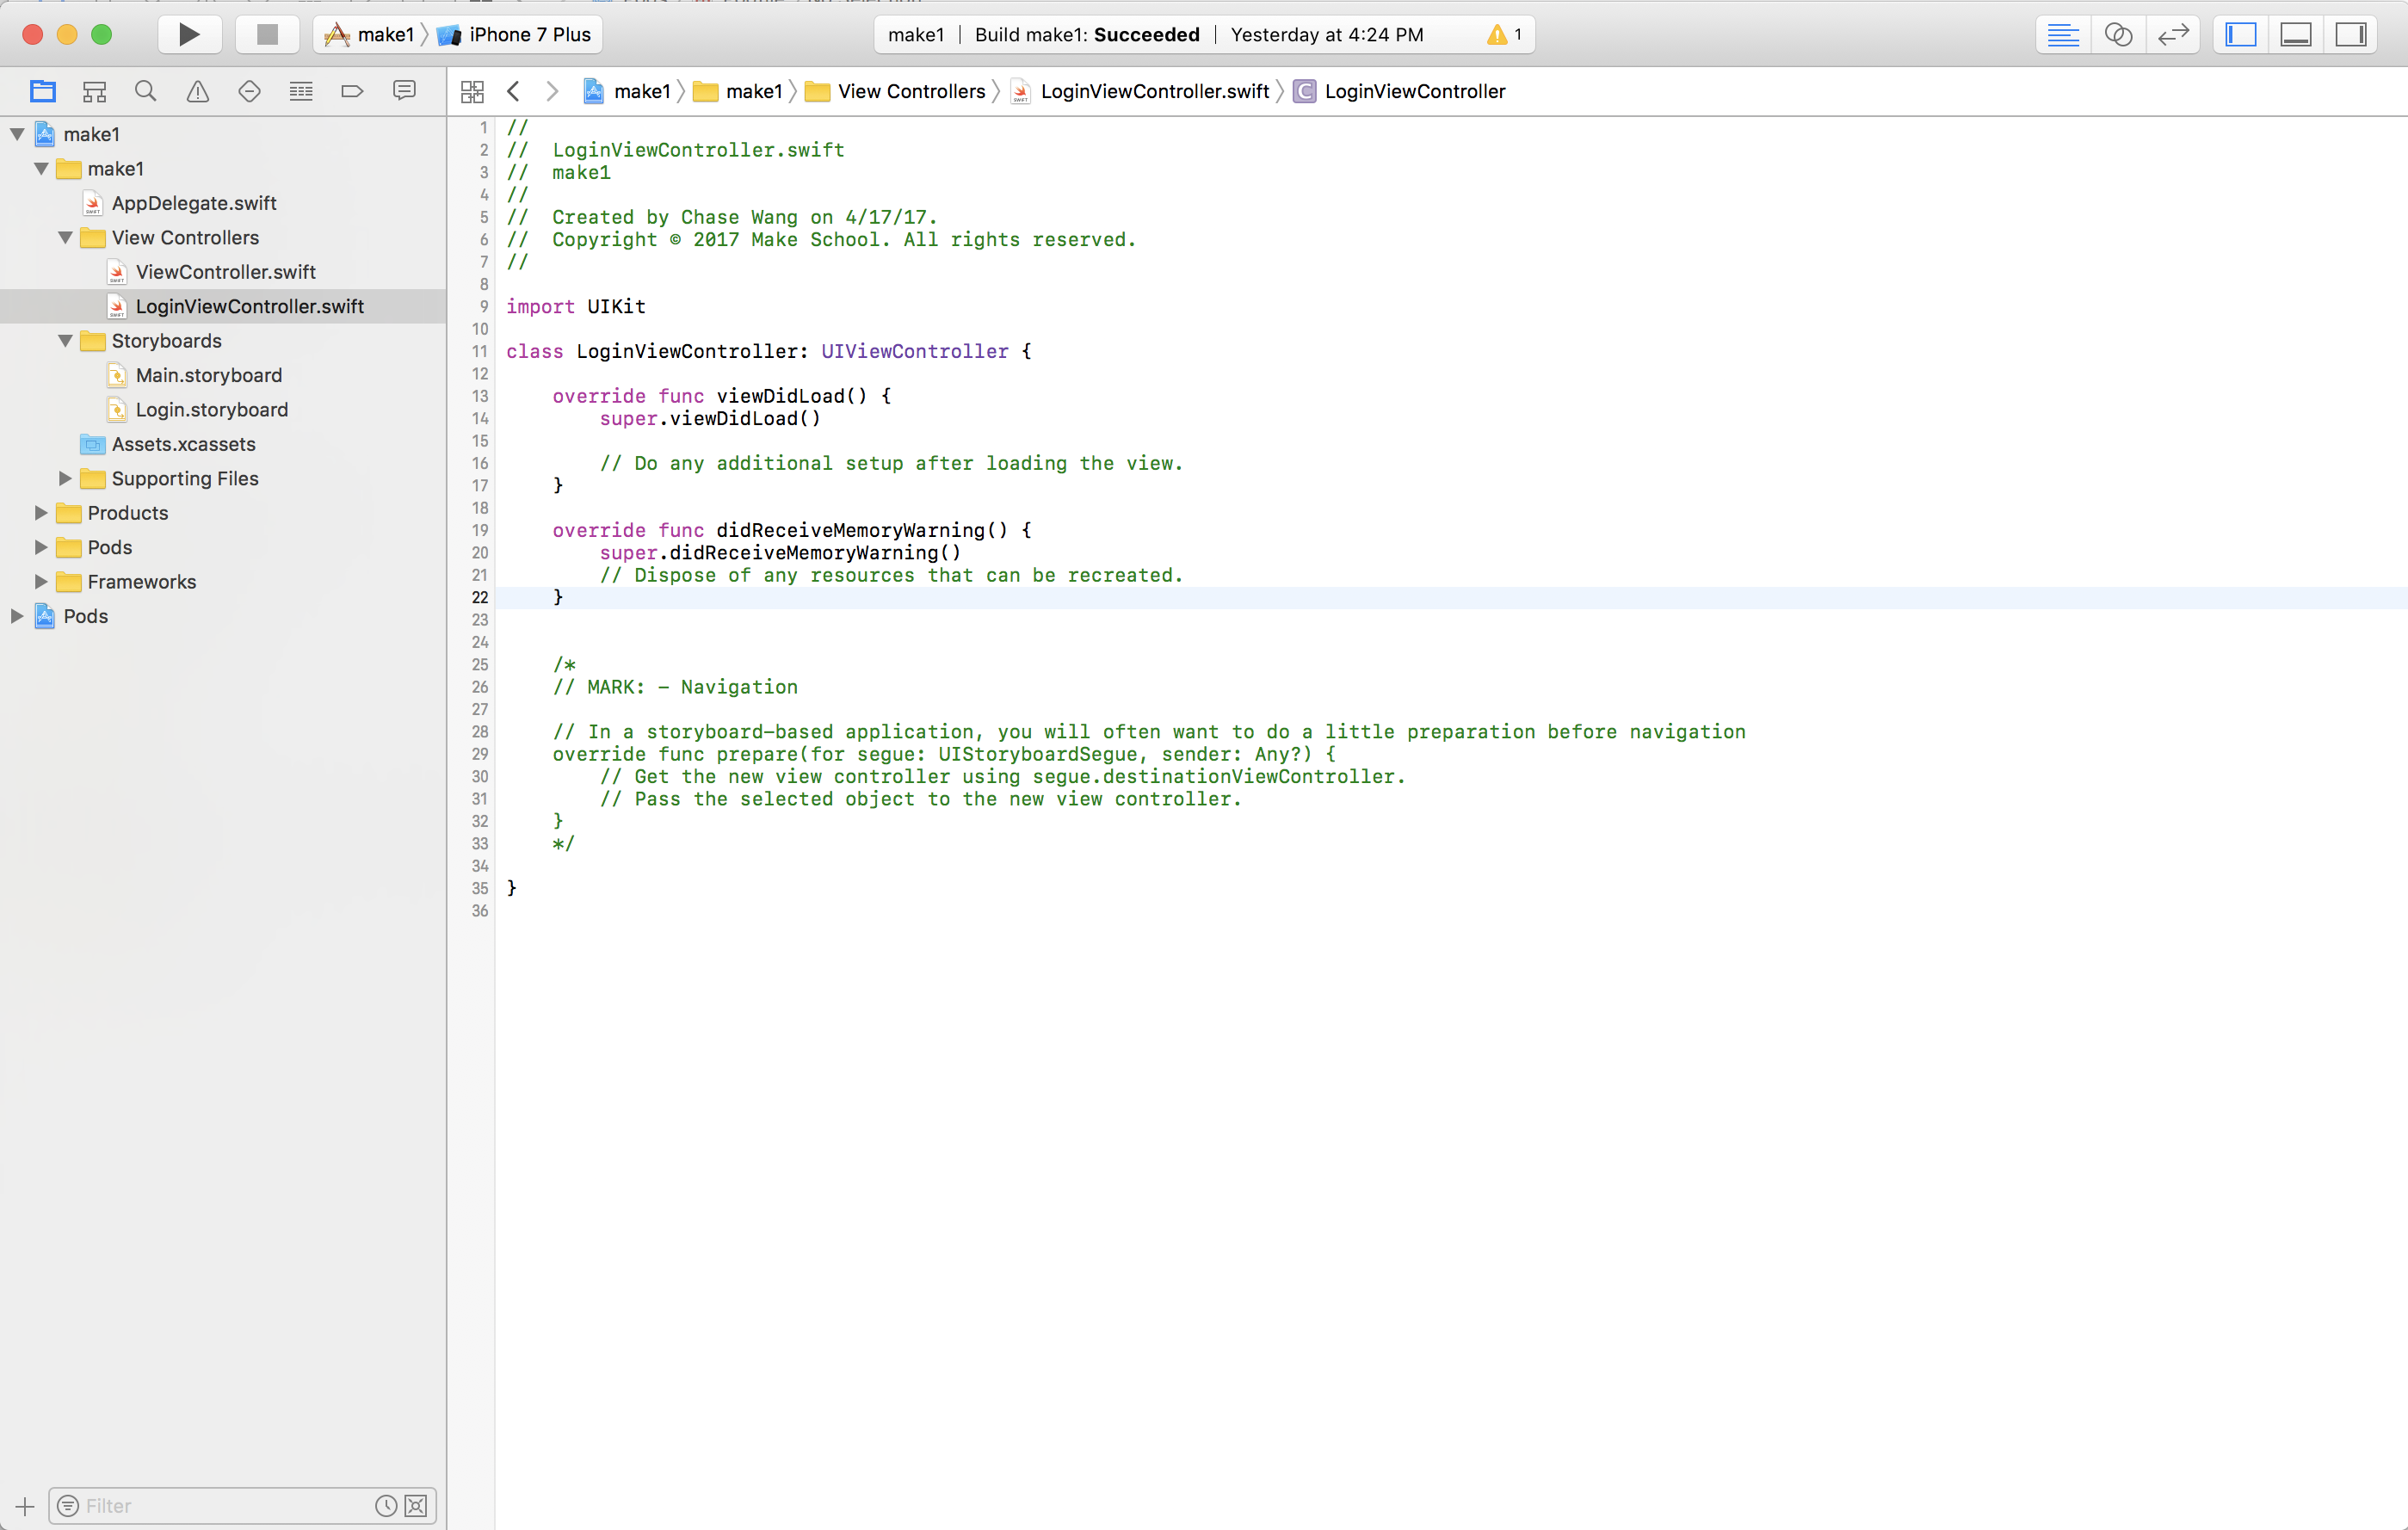 make1 iPhone 7 Plus
make1 | Build make1: Succeeded | Yesterday at 4:24 PM 1
make1 make1 View Controllers LoginViewController.swift C LoginViewController
make1
make1
AppDelegate.swift
View Controllers
ViewController.swift
LoginViewController.swift
Storyboards
Main.storyboard
Login.storyboard
Assets.xcassets
Supporting Files
Products
Pods
Frameworks
Pods
Filter
1 //
2 //  LoginViewController.swift
3 //  make1
4 //
5 //  Created by Chase Wang on 4/17/17.
6 //  Copyright © 2017 Make School. All rights reserved.
7 //
8
9 import UIKit
10
11 class LoginViewController: UIViewController {
12
13     override func viewDidLoad() {
14         super.viewDidLoad()
15
16         // Do any additional setup after loading the view.
17     }
18
19     override func didReceiveMemoryWarning() {
20         super.didReceiveMemoryWarning()
21         // Dispose of any resources that can be recreated.
22     }
23
24
25     /*
26     // MARK: - Navigation
27
28     // In a storyboard-based application, you will often want to do a little preparation before navigation
29     override func prepare(for segue: UIStoryboardSegue, sender: Any?) {
30         // Get the new view controller using segue.destinationViewController.
31         // Pass the selected object to the new view controller.
32     }
33     */
34
35 }
36